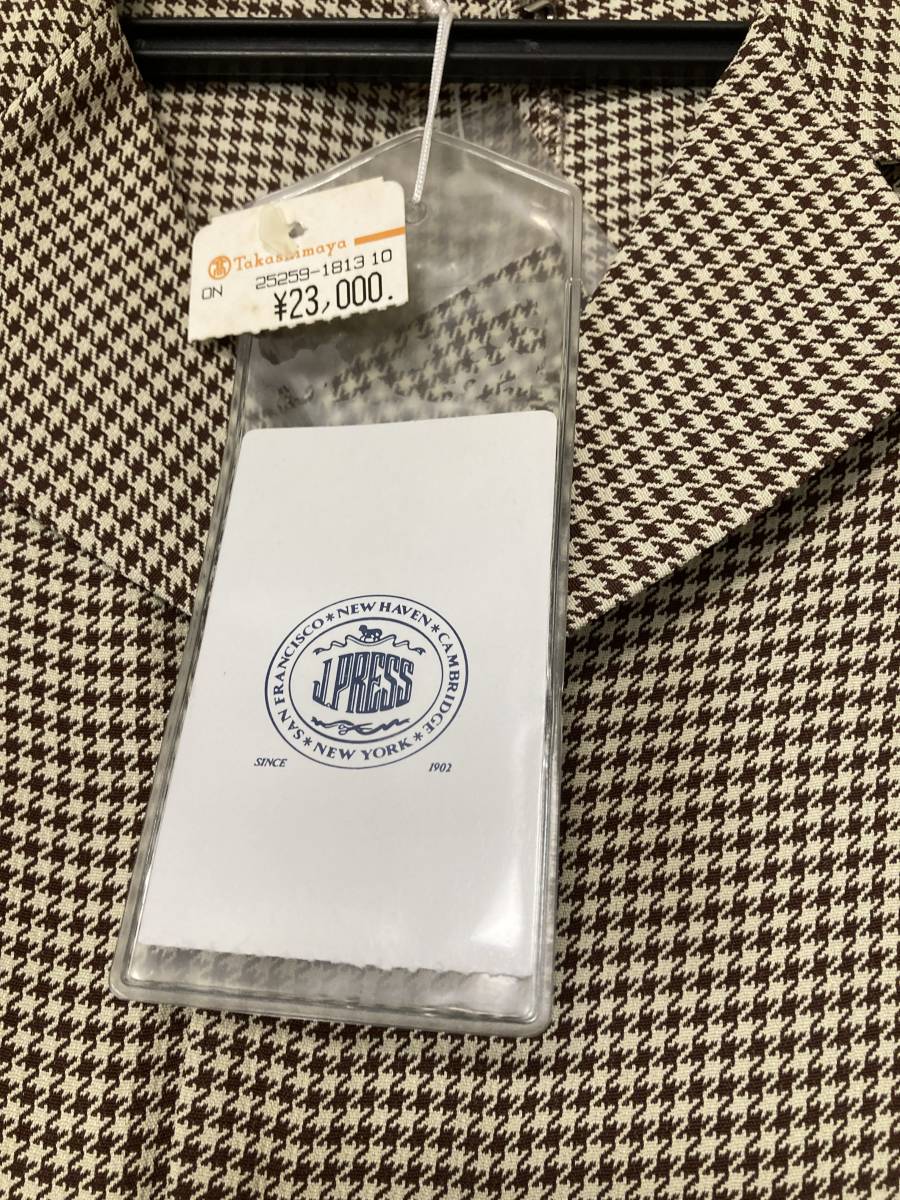 Takashimaya
ON 25259-1813 10
¥23,000.
SAN FRANCISCO*NEW HAVEN*CAMBRIDGE*
J.PRESS
NEW YORK*
SINCE 1902